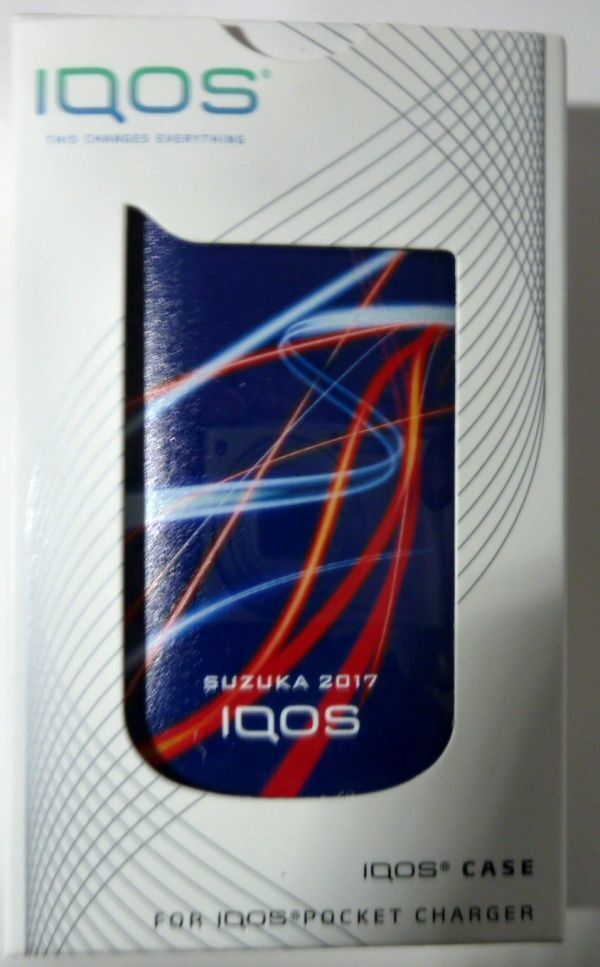 IQOS®
THIS CHANGES EVERYTHING
SUZUKA 2017
IQOS
IQOS® CASE
FOR IQOS® POCKET CHARGER